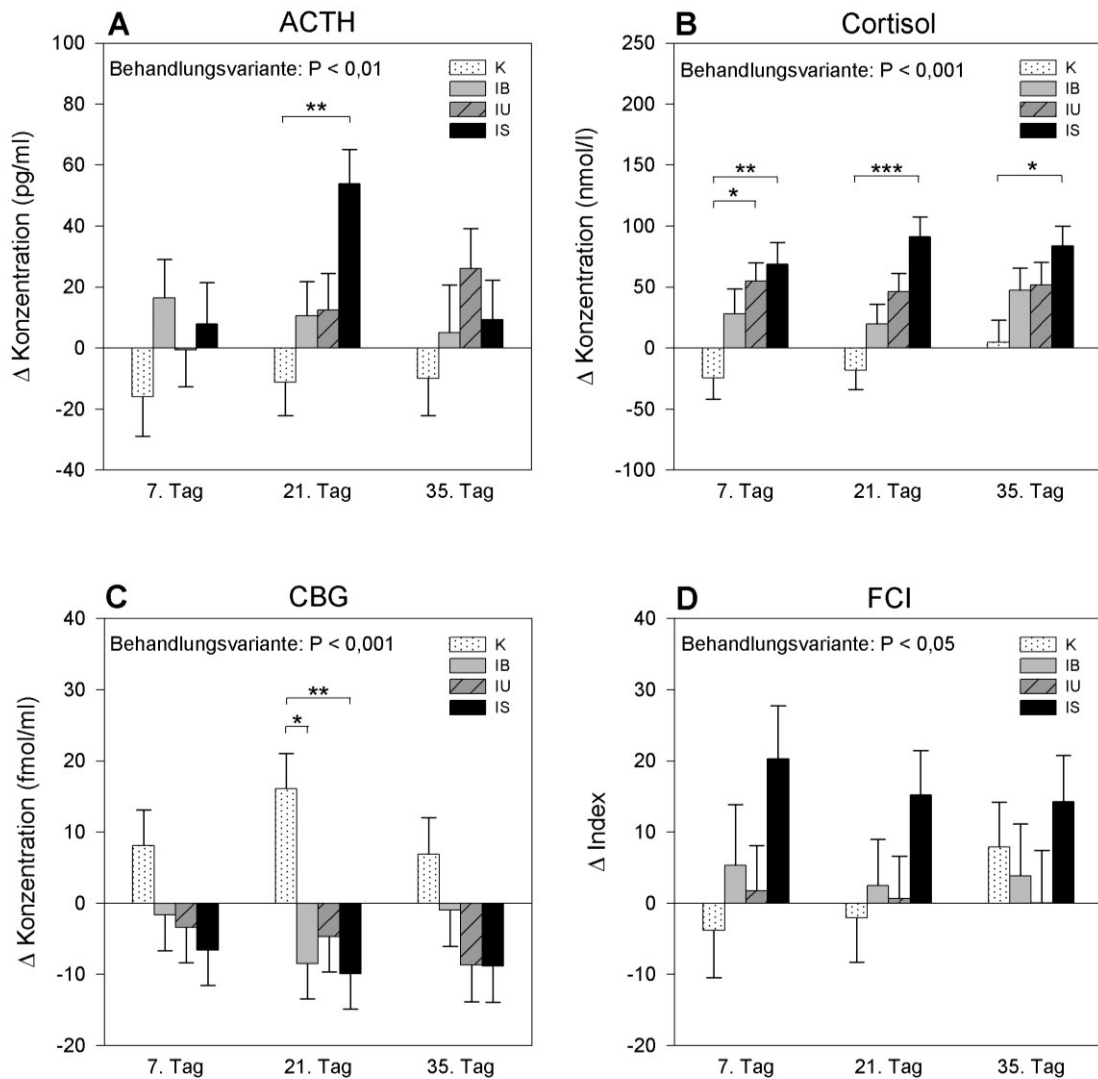 A ACTH
Behandlungsvariante: P < 0,01
K
IB
IU
IS
Δ Konzentration (pg/ml)
100
80
60
40
20
0
-20
-40
**
7. Tag 21. Tag 35. Tag
B Cortisol
Behandlungsvariante: P < 0,001
K
IB
IU
IS
Δ Konzentration (nmol/l)
250
200
150
100
50
0
-50
-100
**
*
***
*
7. Tag 21. Tag 35. Tag
C CBG
Behandlungsvariante: P < 0,001
K
IB
IU
IS
Δ Konzentration (fmol/ml)
40
30
20
10
0
-10
-20
**
*
7. Tag 21. Tag 35. Tag
D FCI
Behandlungsvariante: P < 0,05
K
IB
IU
IS
Δ Index
40
30
20
10
0
-10
-20
7. Tag 21. Tag 35. Tag